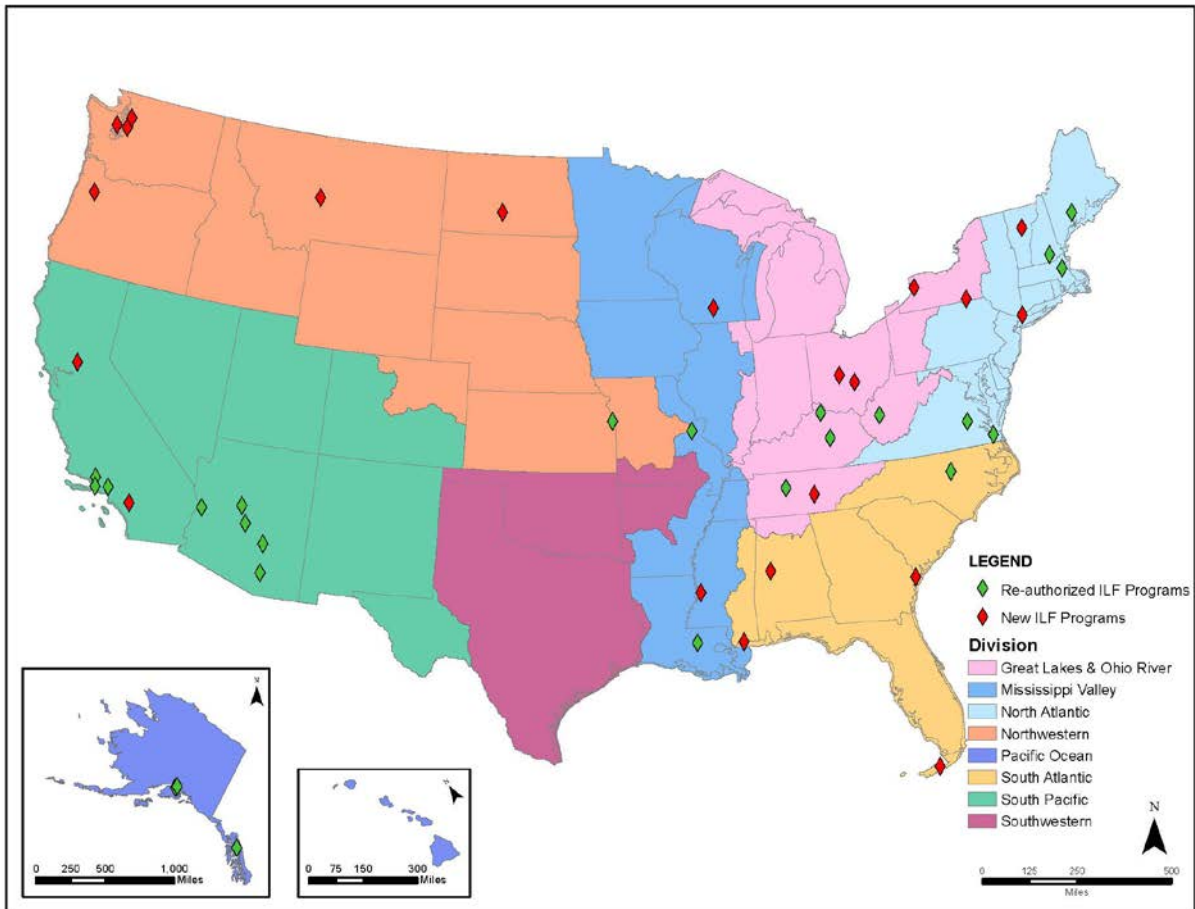 LEGEND
Re-authorized ILF Programs
New ILF Programs
Division
Great Lakes & Ohio River
Mississippi Valley
North Atlantic
Northwestern
Pacific Ocean
South Atlantic
South Pacific
Southwestern
N
0 125 250 500
Miles
N
0 250 500 1,000
Miles
0 75 150 300
Miles